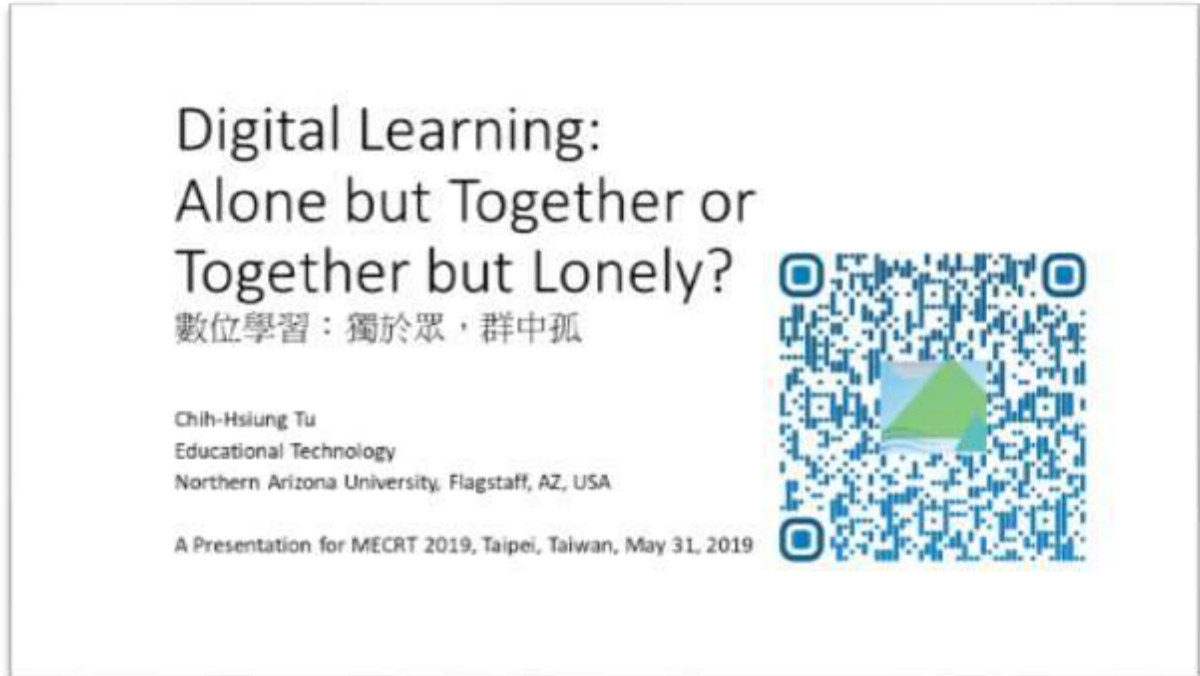 Digital Learning:
Alone but Together or
Together but Lonely?
數位學習：獨於眾，群中孤
Chih-Hsiung Tu
Educational Technology
Northern Arizona University, Flagstaff, AZ, USA
A Presentation for MECRT 2019, Taipei, Taiwan, May 31, 2019